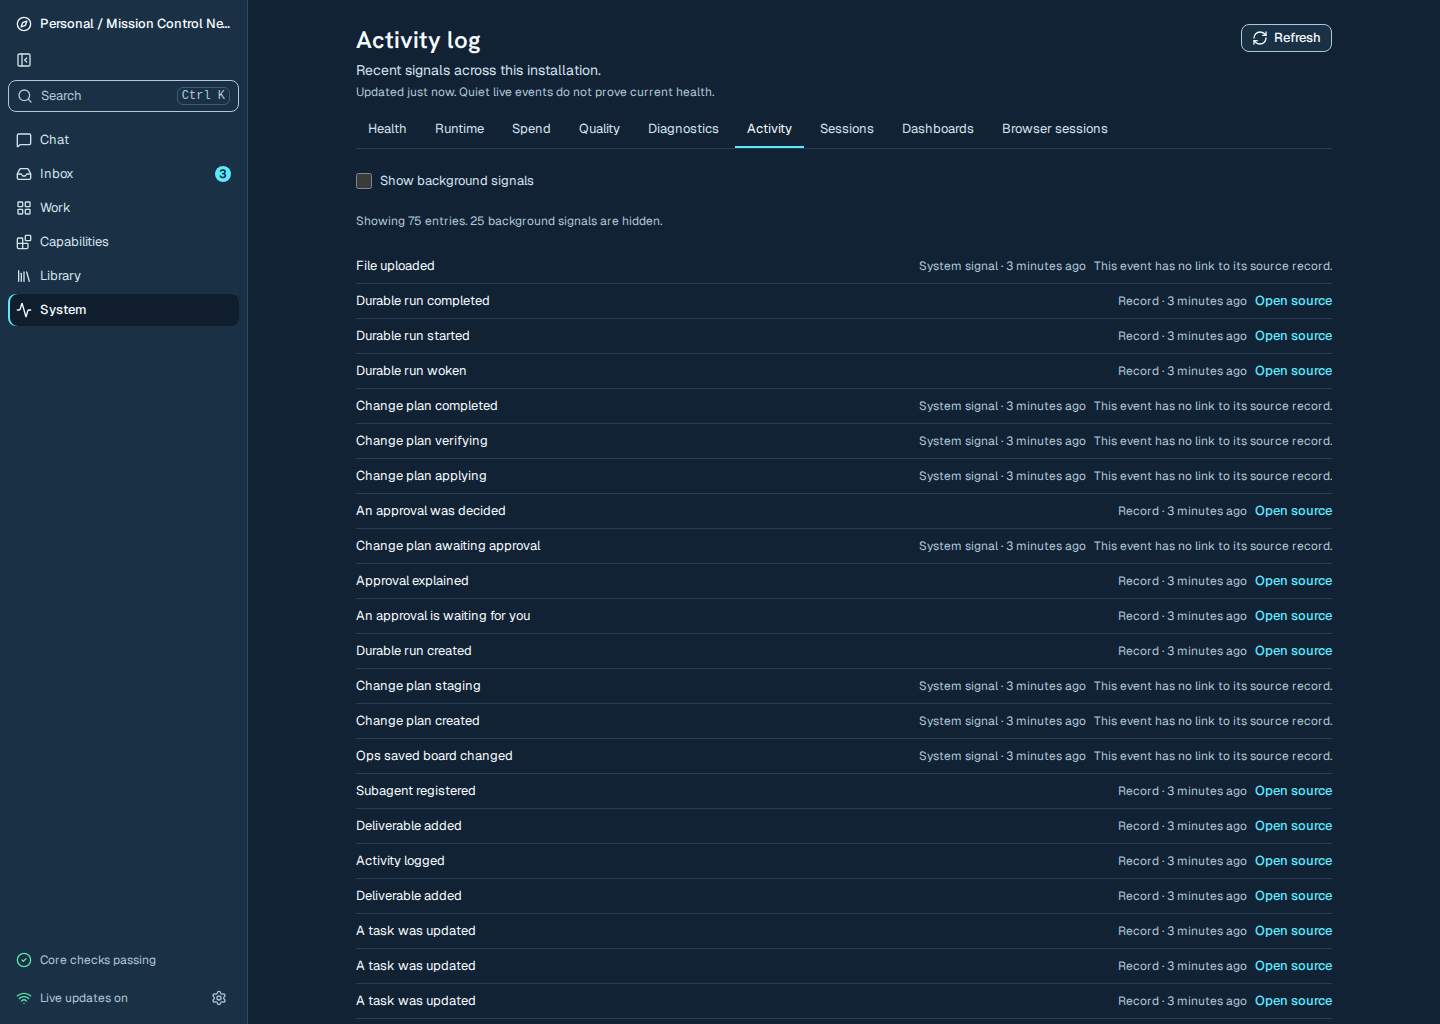 Personal / Mission Control Ne...
Search
Ctrl K
Chat
Inbox
3
Work
Capabilities
Library
System
Core checks passing
Live updates on
Activity log
Refresh
Recent signals across this installation.
Updated just now. Quiet live events do not prove current health.
Health Runtime Spend Quality Diagnostics Activity Sessions Dashboards Browser sessions
Show background signals
Showing 75 entries. 25 background signals are hidden.
File uploaded System signal · 3 minutes ago This event has no link to its source record.
Durable run completed Record · 3 minutes ago Open source
Durable run started Record · 3 minutes ago Open source
Durable run woken Record · 3 minutes ago Open source
Change plan completed System signal · 3 minutes ago This event has no link to its source record.
Change plan verifying System signal · 3 minutes ago This event has no link to its source record.
Change plan applying System signal · 3 minutes ago This event has no link to its source record.
An approval was decided Record · 3 minutes ago Open source
Change plan awaiting approval System signal · 3 minutes ago This event has no link to its source record.
Approval explained Record · 3 minutes ago Open source
An approval is waiting for you Record · 3 minutes ago Open source
Durable run created Record · 3 minutes ago Open source
Change plan staging System signal · 3 minutes ago This event has no link to its source record.
Change plan created System signal · 3 minutes ago This event has no link to its source record.
Ops saved board changed System signal · 3 minutes ago This event has no link to its source record.
Subagent registered Record · 3 minutes ago Open source
Deliverable added Record · 3 minutes ago Open source
Activity logged Record · 3 minutes ago Open source
Deliverable added Record · 3 minutes ago Open source
A task was updated Record · 3 minutes ago Open source
A task was updated Record · 3 minutes ago Open source
A task was updated Record · 3 minutes ago Open source